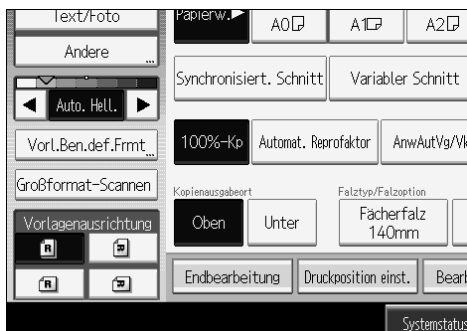 Text/Foto
Andere
Auto. Hell.
Vorl.Ben.def.Frmt
Großformat-Scannen
Vorlagenausrichtung
R R
R R
Papierw.
A0 A1 A2
Synchronisiert. Schnitt Variabler Schnitt
100%-Kp Automat. Reprofaktor AnwAutVg/Vk
Kopienausgabeort Falztyp/Falzoption
Oben Unter Fächerfalz
140mm
Endbearbeitung Druckposition einst. Bearb
Systemstatus